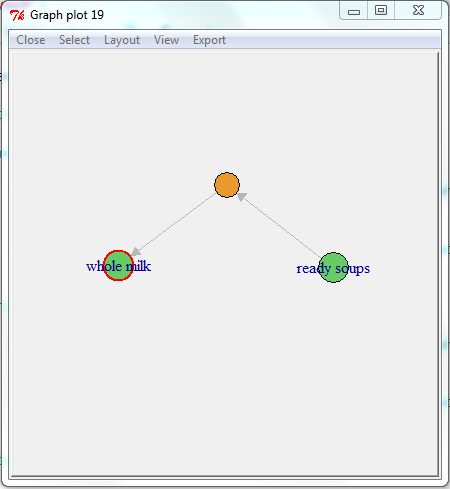 Graph plot 19
Close Select Layout View Export
whole milk
ready soups